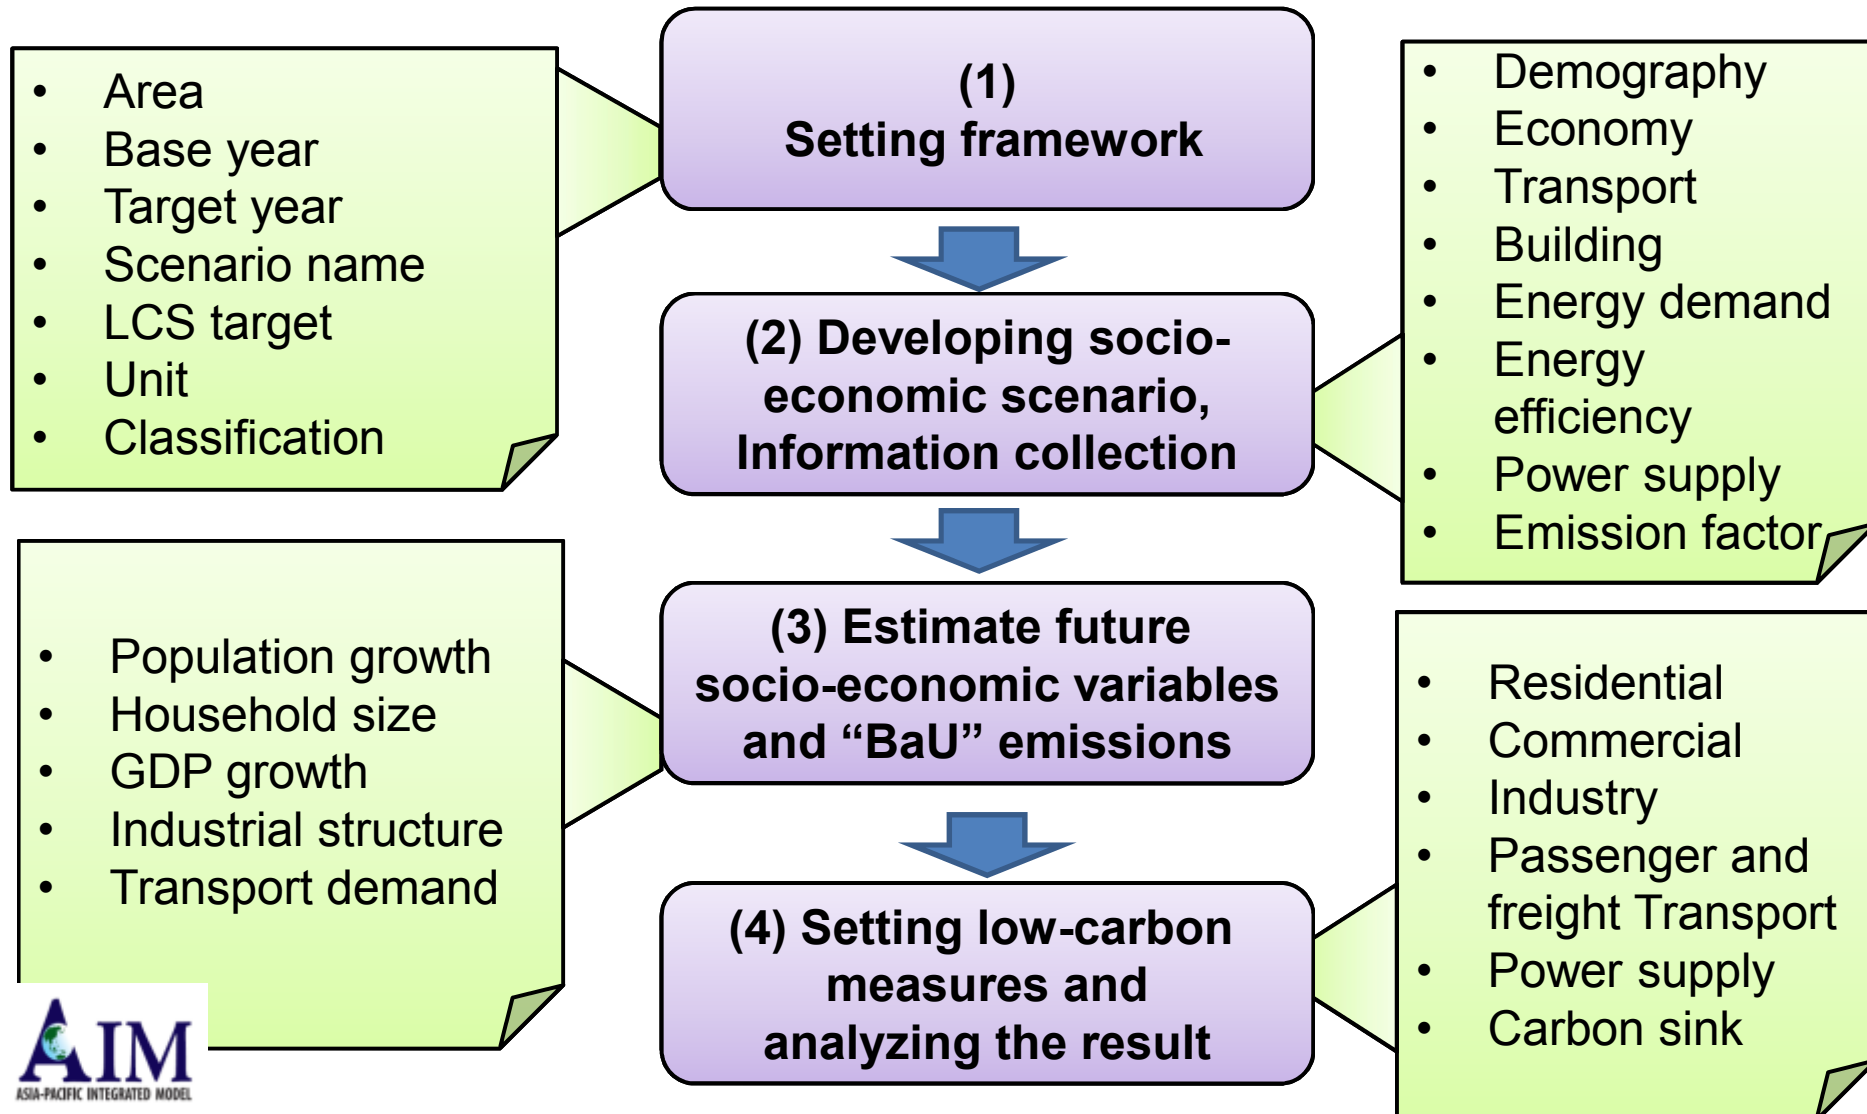 (1)
Setting framework
• Area
• Base year
• Target year
• Scenario name
• LCS target
• Unit
• Classification
(2) Developing socio-
economic scenario,
Information collection
• Demography
• Economy
• Transport
• Building
• Energy demand
• Energy
efficiency
• Power supply
• Emission factor
(3) Estimate future
socio-economic variables
and “BaU” emissions
• Population growth
• Household size
• GDP growth
• Industrial structure
• Transport demand
(4) Setting low-carbon
measures and
analyzing the result
• Residential
• Commercial
• Industry
• Passenger and
freight Transport
• Power supply
• Carbon sink
AIM
ASIA-PACIFIC INTEGRATED MODEL